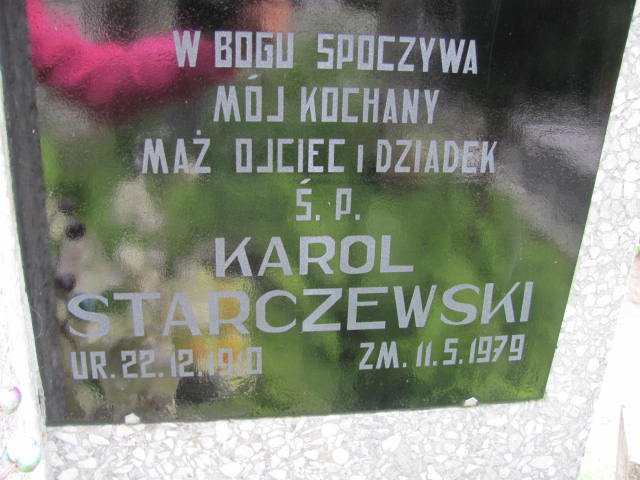 W BOGU SPOCZYWA
MÓJ KOCHANY
MAŻ OJCIEC i DZIADEK
Ś. P.
KAROL
STARCZEWSKI
UR. 22.12.1910 ZM. 11.5.1979